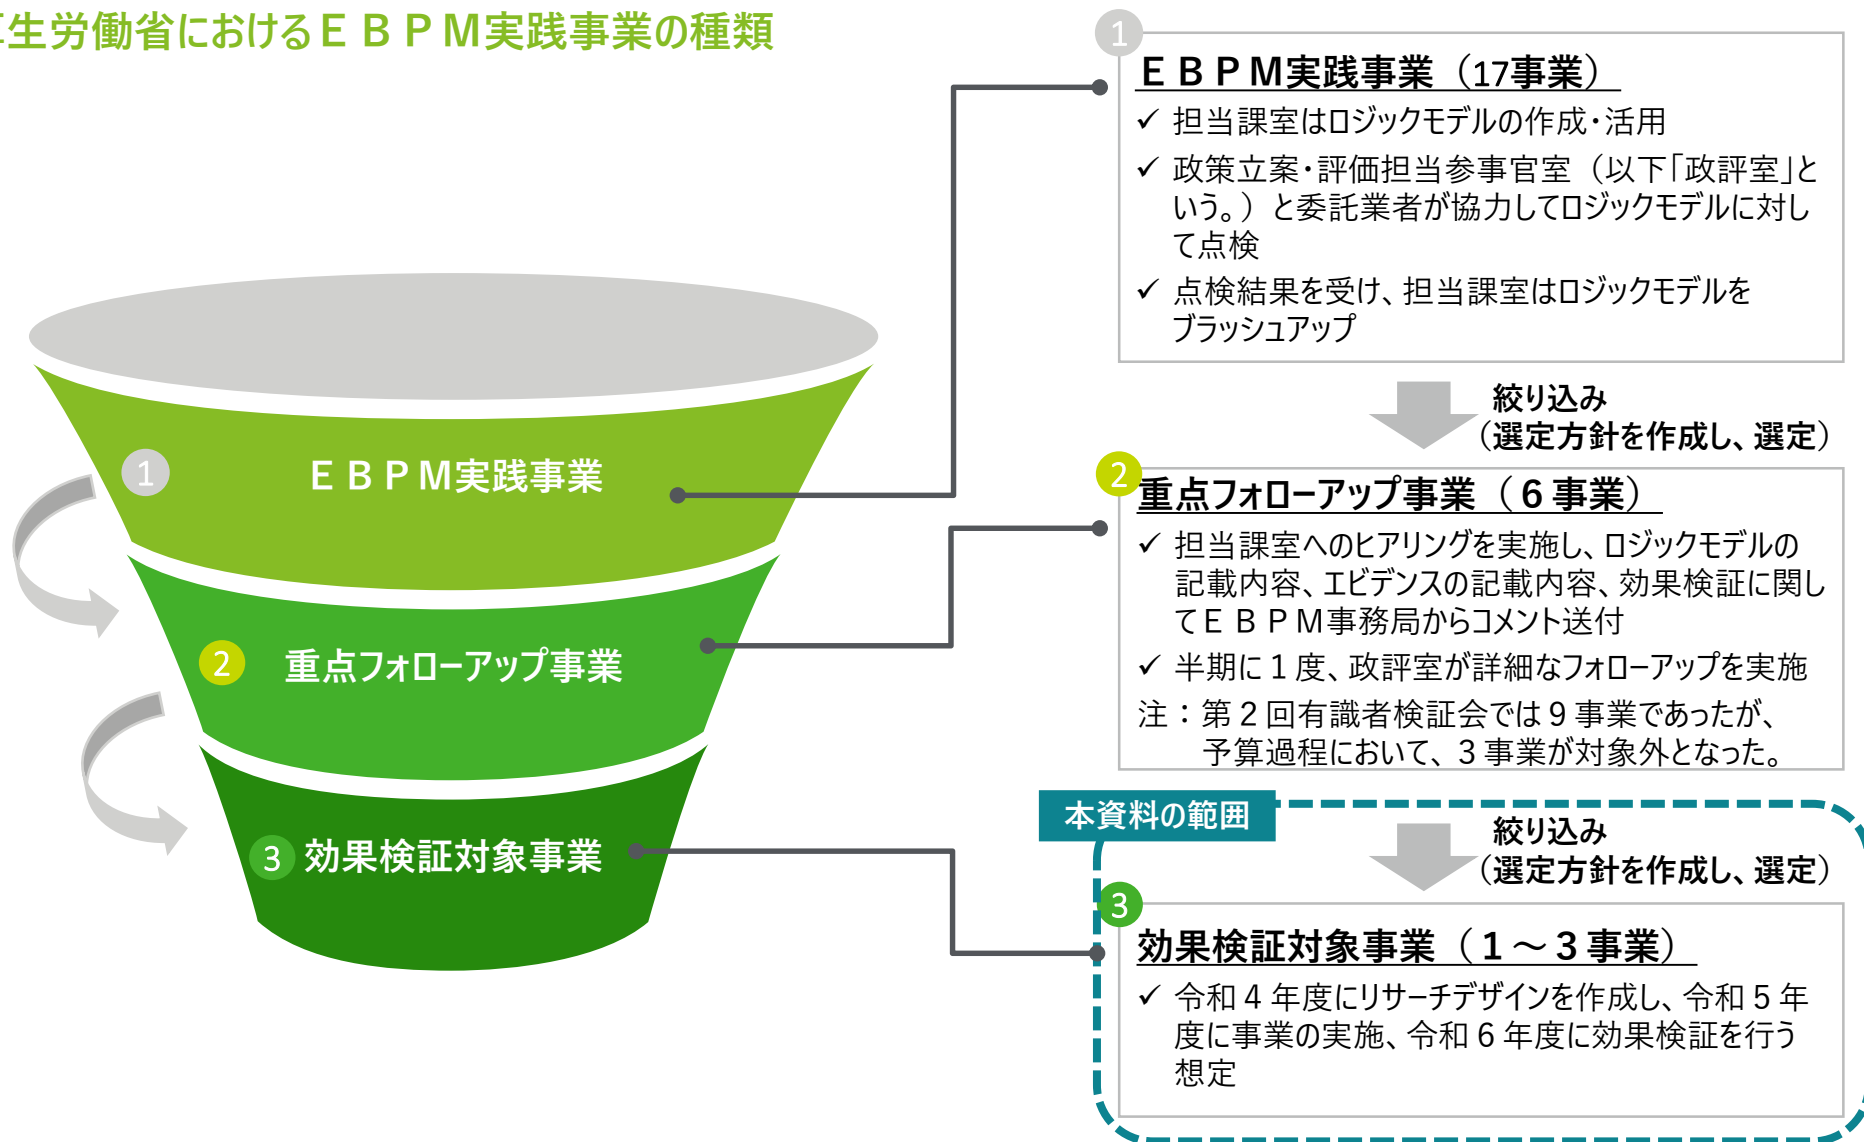 生労働省におけるＥＢＰＭ実践事業の種類
1
ＥＢＰＭ実践事業（17事業）
✓ 担当課室はロジックモデルの作成・活用
✓ 政策立案・評価担当参事官室（以下「政評室」と
いう。）と委託業者が協力してロジックモデルに対し
て点検
✓ 点検結果を受け、担当課室はロジックモデルを
ブラッシュアップ
絞り込み
（選定方針を作成し、選定）
2
重点フォローアップ事業（６事業）
✓ 担当課室へのヒアリングを実施し、ロジックモデルの
記載内容、エビデンスの記載内容、効果検証に関し
てＥＢＰＭ事務局からコメント送付
✓ 半期に１度、政評室が詳細なフォローアップを実施
注：第２回有識者検証会では９事業であったが、
予算過程において、３事業が対象外となった。
本資料の範囲
絞り込み
（選定方針を作成し、選定）
3
効果検証対象事業（１～３事業）
✓ 令和４年度にリサーチデザインを作成し、令和５年
度に事業の実施、令和６年度に効果検証を行う
想定
1 ＥＢＰＭ実践事業
2 重点フォローアップ事業
3 効果検証対象事業